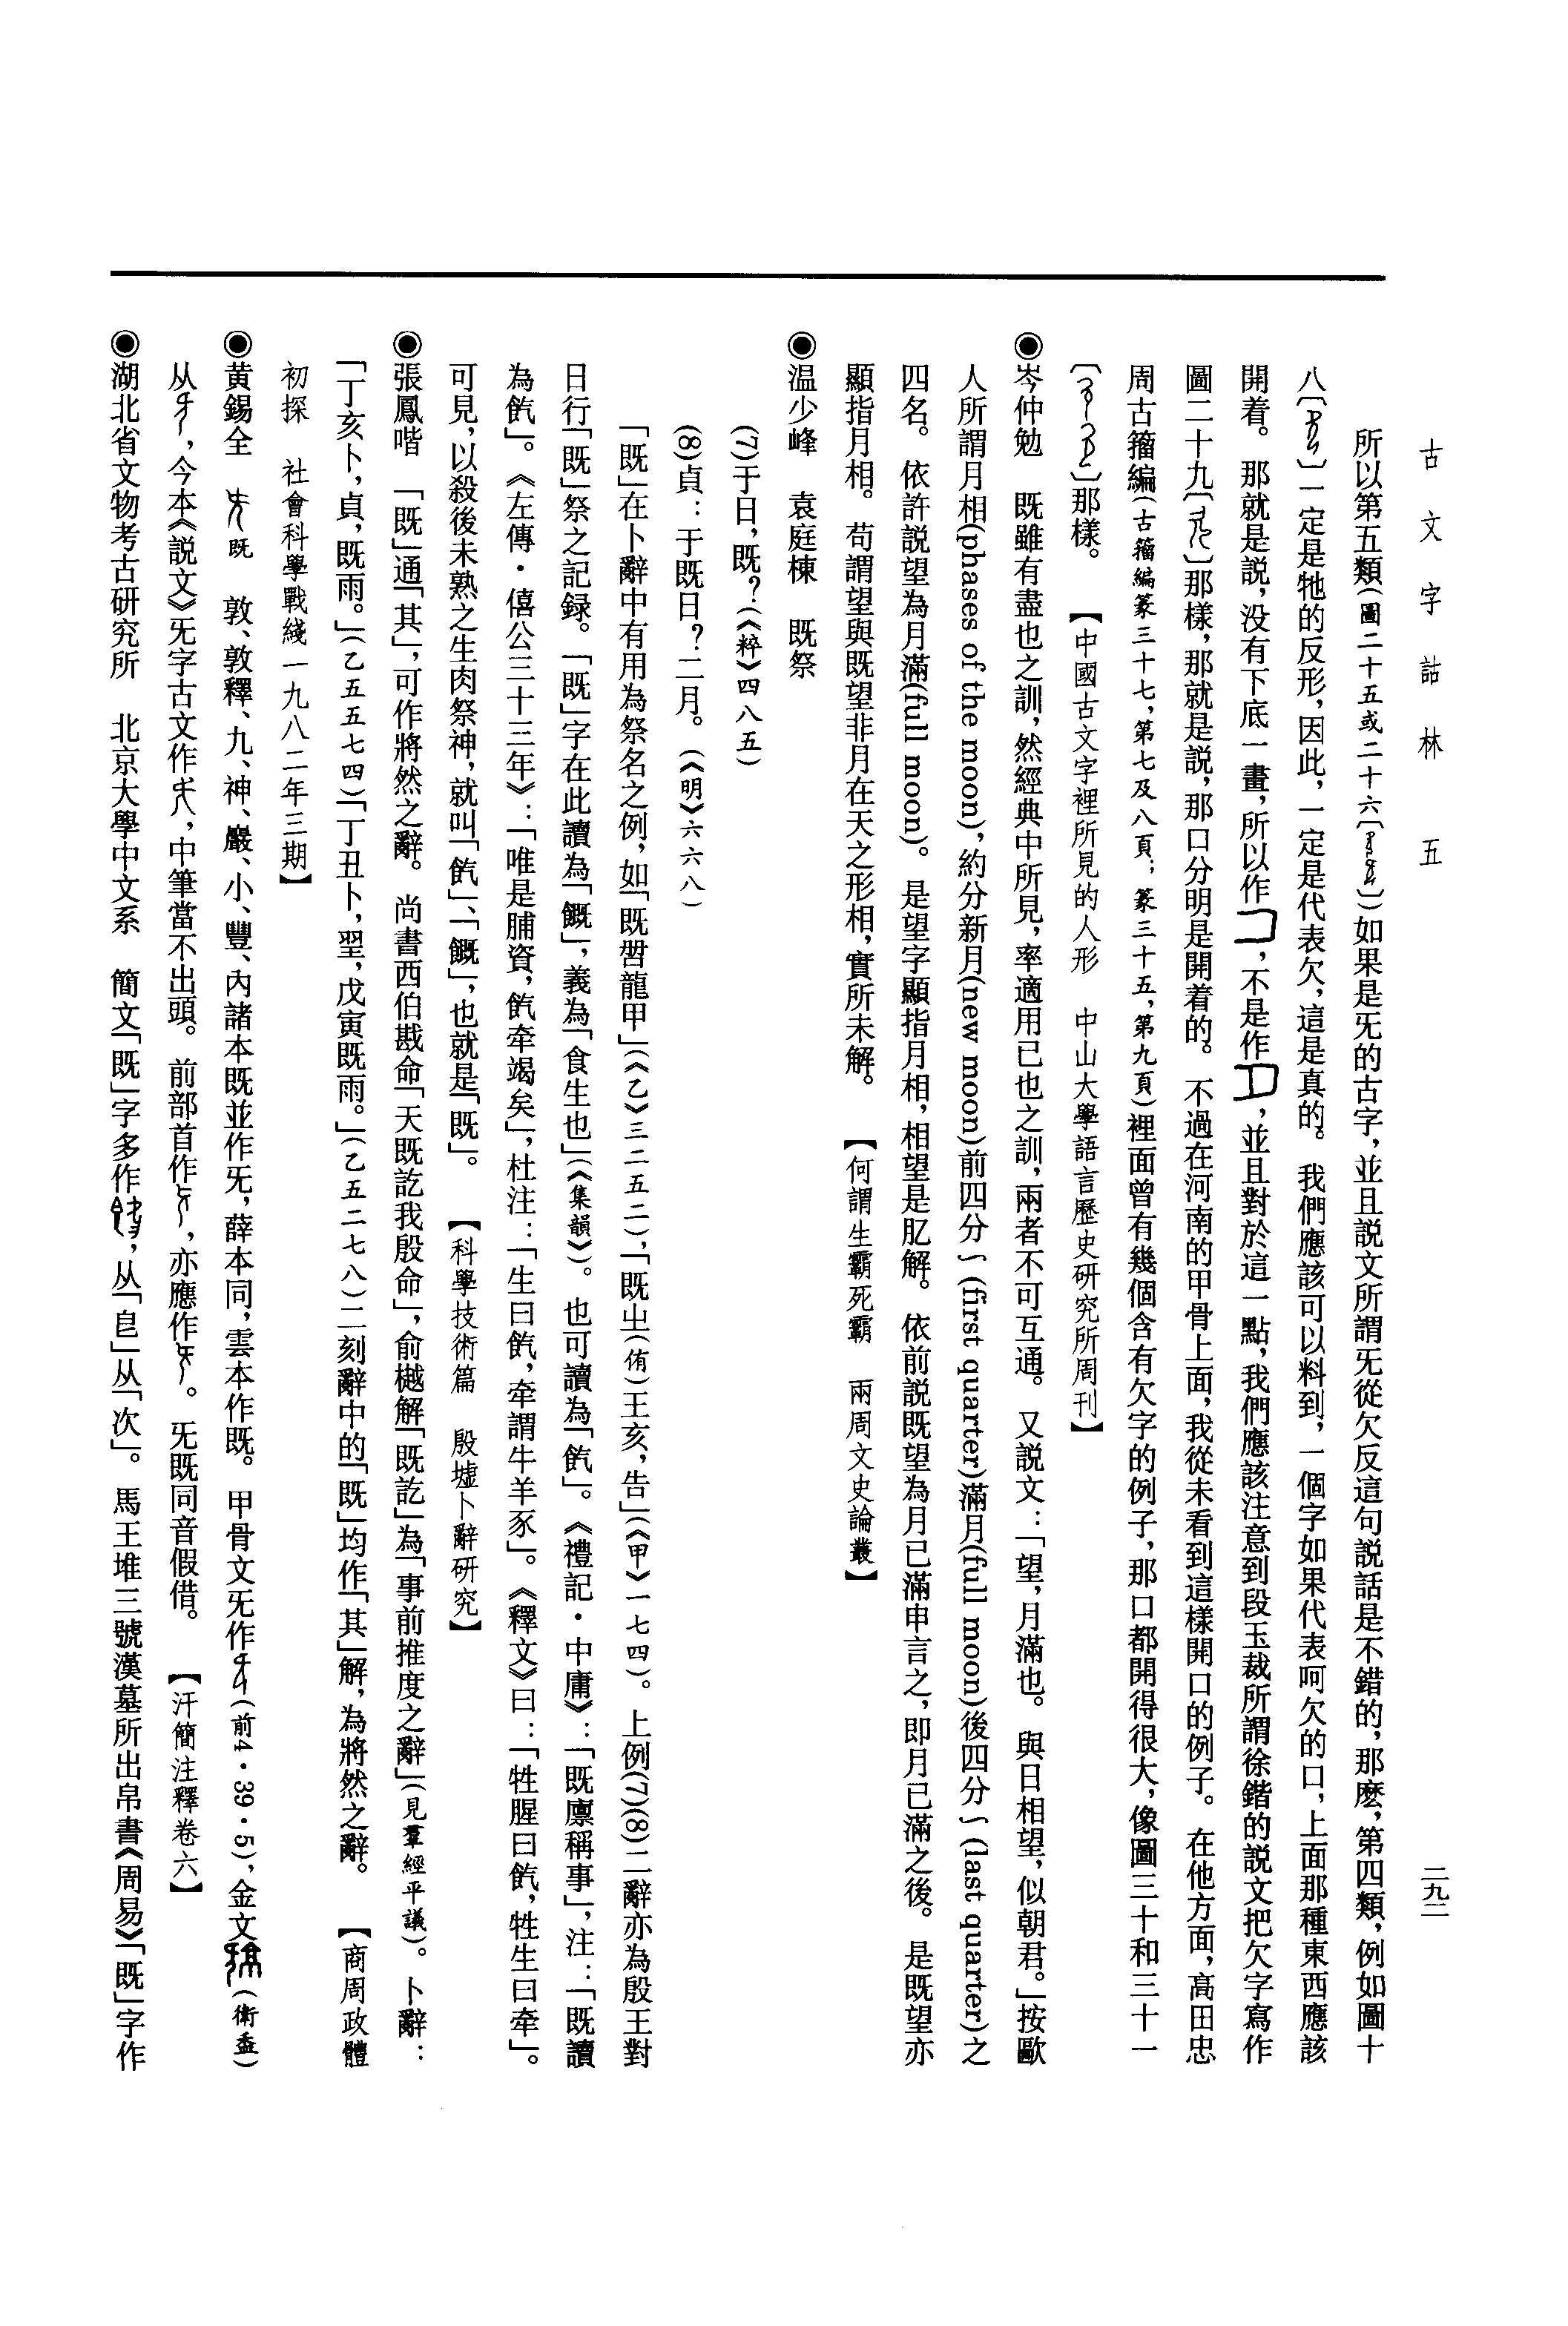 古文字詁林　五
二九二
所以第五類（圖二十五或二十六〔〕）如果是旡的古字，並且説文所謂旡從欠反這句説話是不錯的，那麽，第四類，例如圖十
八〔〕一定是牠的反形，因此，一定是代表欠，這是真的。我們應該可以料到，一個字如果代表呵欠的口，上面那種東西應該
開着。那就是説，没有下底一畫，所以作，不是作，並且對於這一點，我們應該注意到段玉裁所謂徐鍇的説文把欠字寫作
圖二十九〔〕那樣，那就是説，那口分明是開着的。不過在河南的甲骨上面，我從未看到這樣開口的例子。在他方面，高田忠
周古籀編（古籀編篆三十七，第七及八頁；篆三十五，第九頁）裡面曾有幾個含有欠字的例子，那口都開得很大，像圖三十和三十一
〔〕那樣。　【中國古文字裡所見的人形　中山大學語言歷史研究所周刊】
◉岑仲勉　既雖有盡也之訓，然經典中所見，率適用已也之訓，兩者不可互通。又説文：「望，月滿也。與日相望，似朝君。」按歐
人所謂月相(phases of the moon)，約分新月(new moon)前四分〜(first quarter)滿月(full moon)後四分〜(last quarter)之
四名。依許説望為月滿(full moon)。是望字顯指月相，相望是肊解。依前説既望為月已滿申言之，即月已滿之後。是既望亦
顯指月相。苟謂望與既望非月在天之形相，實所未解。　【何謂生霸死霸　兩周文史論叢】
◉温少峰　袁庭棟　既祭
(7)于日，既？（《粹》四八五）
(8)貞：于既日？二月。（《明》六六八）
「既」在卜辭中有用為祭名之例，如「既㗱龍甲」（《乙》三二五二），「既㞢（侑）王亥，告」（《甲》一七四）。上例(7)(8)二辭亦為殷王對
日行「既」祭之記録。「既」字在此讀為「䭓」，義為「食生也」（《集韻》）。也可讀為「餼」。《禮記·中庸》：「既廪稱事」，注：「既讀
為餼」。《左傳·僖公三十三年》：「唯是脯資，餼牽竭矣」，杜注：「生曰餼，牽謂牛羊豕」。《釋文》曰：「牲腥曰餼，牲生曰牽」。
可見，以殺後未熟之生肉祭神，就叫「餼」、「䭓」，也就是「既」。　【科學技術篇　殷墟卜辭研究】
◉張鳳喈　「既」通「其」，可作將然之辭。尚書西伯戡命「天既訖我殷命」，俞樾解「既訖」為「事前推度之辭」（見羣經平議）。卜辭：
「丁亥卜，貞，既雨。」（乙五五七四）「丁丑卜，翌，戊寅既雨。」（乙五二七八）二刻辭中的「既」均作「其」解，為將然之辭。　【商周政體
初探　社會科學戰綫一九八二年三期】
◉黄錫全　既　敦、敦釋、九、神、巖、小、豐、内諸本既並作旡，薛本同，雲本作既。甲骨文旡作（前4·39·5），金文（衛盉）
从，今本《説文》旡字古文作，中筆當不出頭。前部首作，亦應作。旡既同音假借。　【汗簡注釋卷六】
◉湖北省文物考古研究所　北京大學中文系　簡文「既」字多作，从「皀」从「次」。馬王堆三號漢墓所出帛書《周易》「既」字作